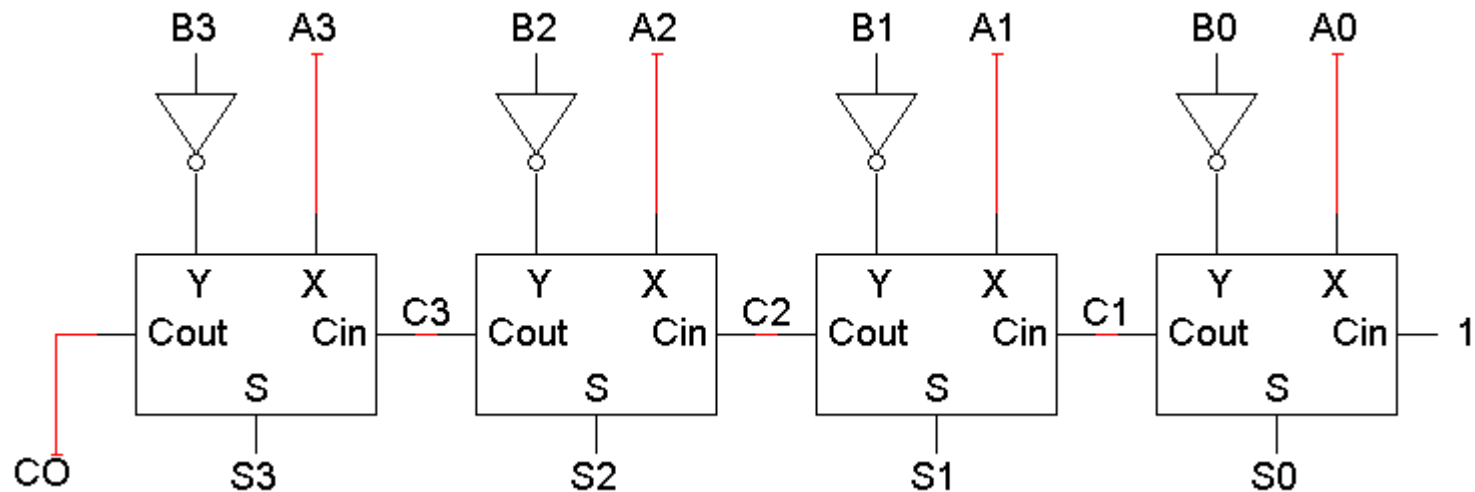 B3 A3 B2 A2 B1 A1 B0 A0
Y X Y X Y X Y X
C3 C2 C1
Cout Cin Cout Cin Cout Cin Cout Cin 1
S S S S
CO S3 S2 S1 S0